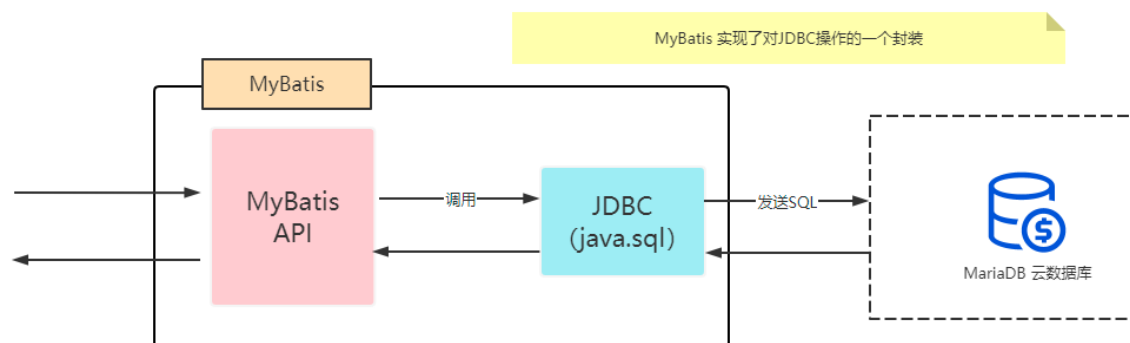 MyBatis 实现了对JDBC操作的一个封装
MyBatis
MyBatis
API
调用
JDBC
（java.sql）
发送SQL
MariaDB 云数据库